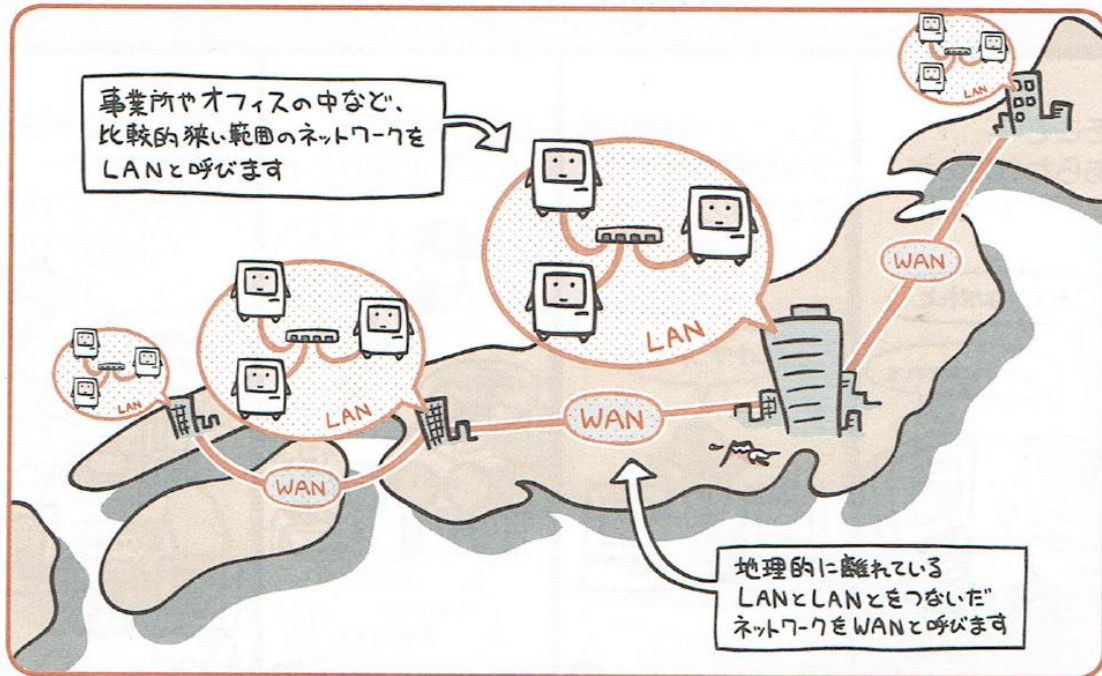 事業所やオフィスの中など、
比較的狭い範囲のネットワークを
LANと呼びます
LAN
LAN
LAN
LAN
WAN
WAN
WAN
地理的に離れている
LANとLANとをつないだ
ネットワークをWANと呼びます